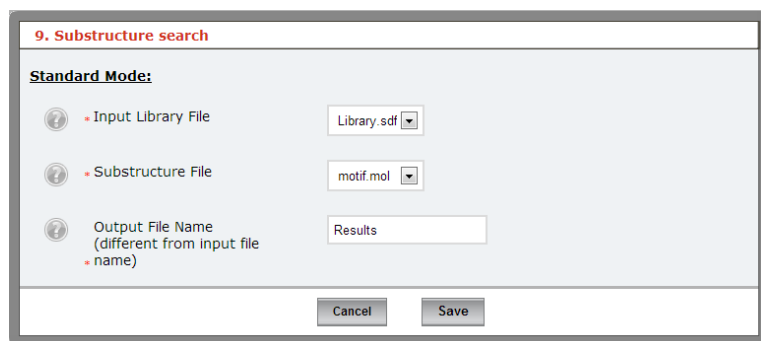 9. Substructure search
Standard Mode:
* Input Library File
Library.sdf
* Substructure File
motif.mol
Output File Name
(different from input file
* name)
Results
Cancel
Save